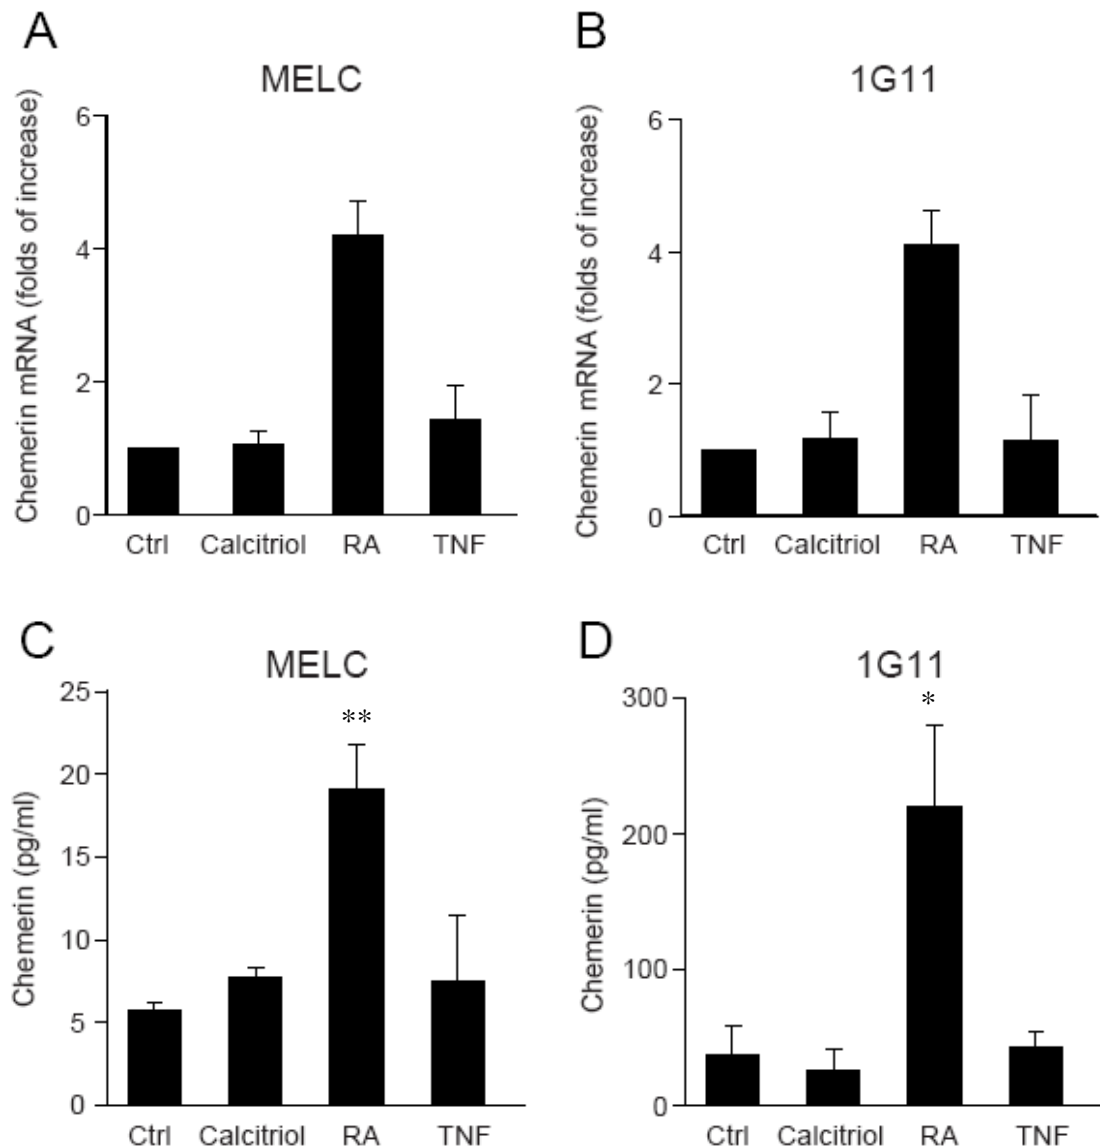 A
MELC
Chemerin mRNA (folds of increase)
6
4
2
0
Ctrl Calcitriol RA TNF
B
1G11
Chemerin mRNA (folds of increase)
6
4
2
0
Ctrl Calcitriol RA TNF
C
MELC
Chemerin (pg/ml)
25
20
15
10
5
0
**
Ctrl Calcitriol RA TNF
D
1G11
Chemerin (pg/ml)
300
200
100
0
*
Ctrl Calcitriol RA TNF